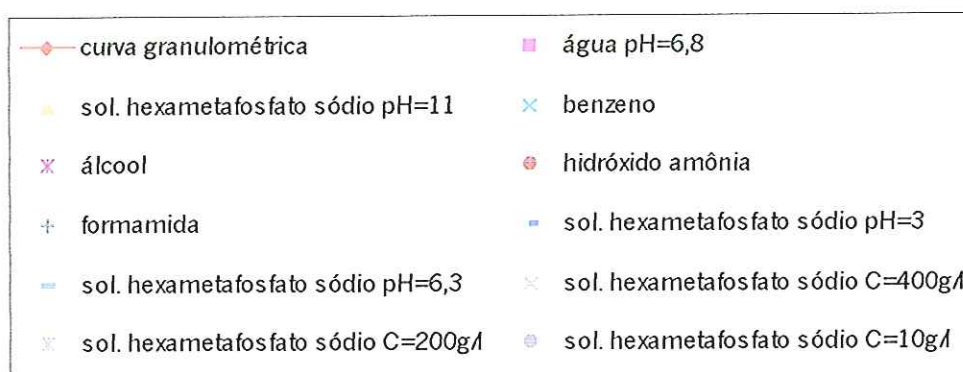 curva granulométrica
água pH=6,8
sol. hexametafosfato sódio pH=11
benzeno
álcool
hidróxido amônia
formamida
sol. hexametafosfato sódio pH=3
sol. hexametafosfato sódio pH=6,3
sol. hexametafosfato sódio C=400g/l
sol. hexametafosfato sódio C=200g/l
sol. hexametafosfato sódio C=10g/l